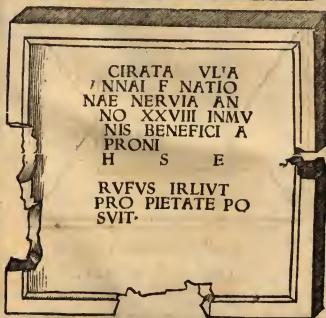 CIRATA VL'A
'NNAI F NATIO
NAE NERVIA AN
NO XXVIII INMV
NIS BENEFICI A
PRONI
H S E
RVFVS IRLIVT
PRO PIETATE PO
SVIT·